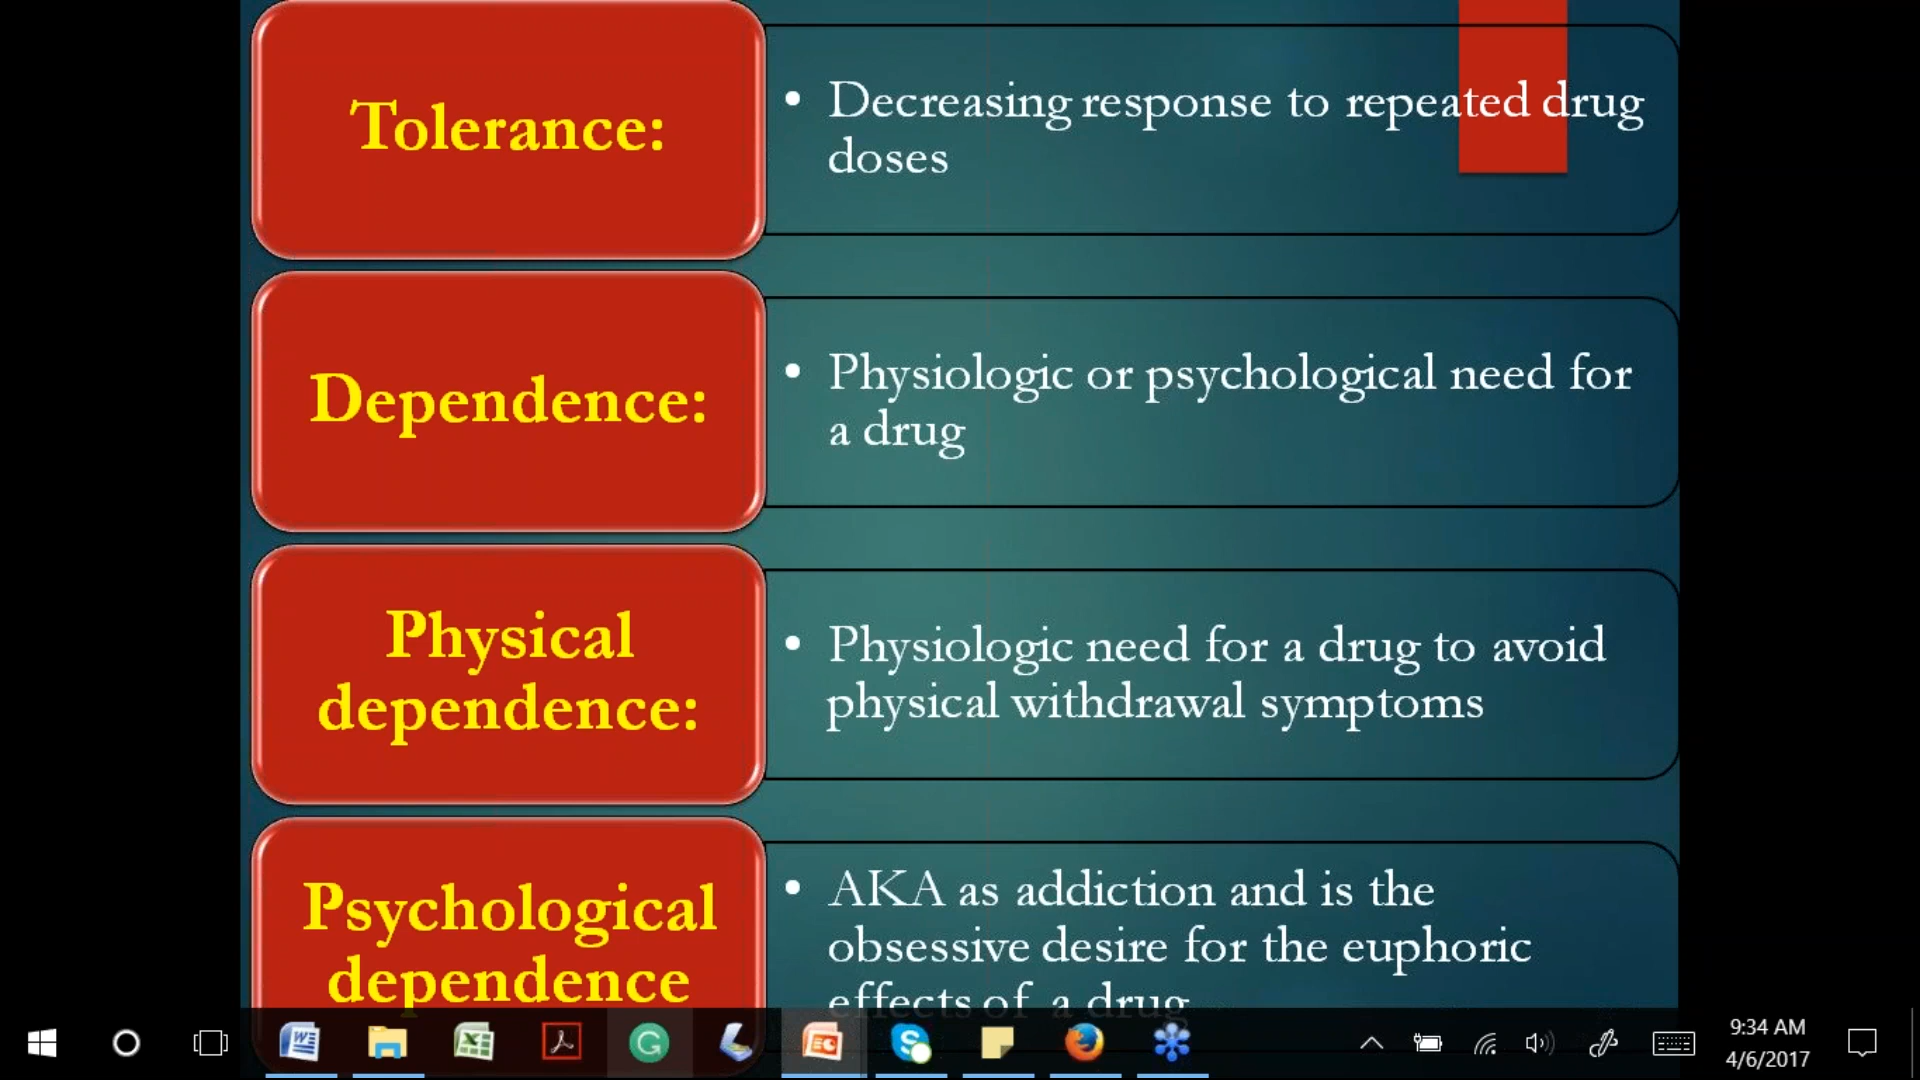 Tolerance:
• Decreasing response to repeated drug
doses
Dependence:
• Physiologic or psychological need for
a drug
Physical
dependence:
• Physiologic need for a drug to avoid
physical withdrawal symptoms
Psychological
dependence
• AKA as addiction and is the
obsessive desire for the euphoric
effects of a drug
9:34 AM
4/6/2017